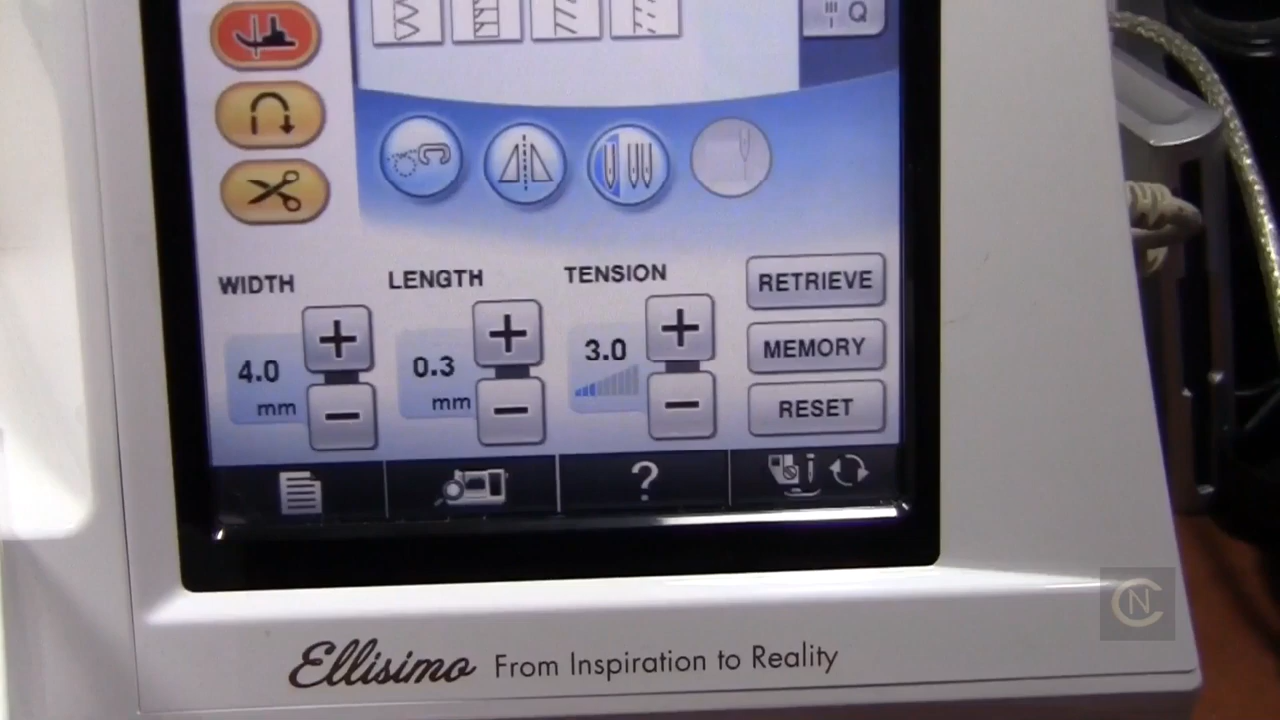 Q
WIDTH
LENGTH
TENSION
RETRIEVE
4.0
mm
+
−
0.3
mm
+
−
3.0
+
−
MEMORY
RESET
?
Ellisimo From Inspiration to Reality
NC